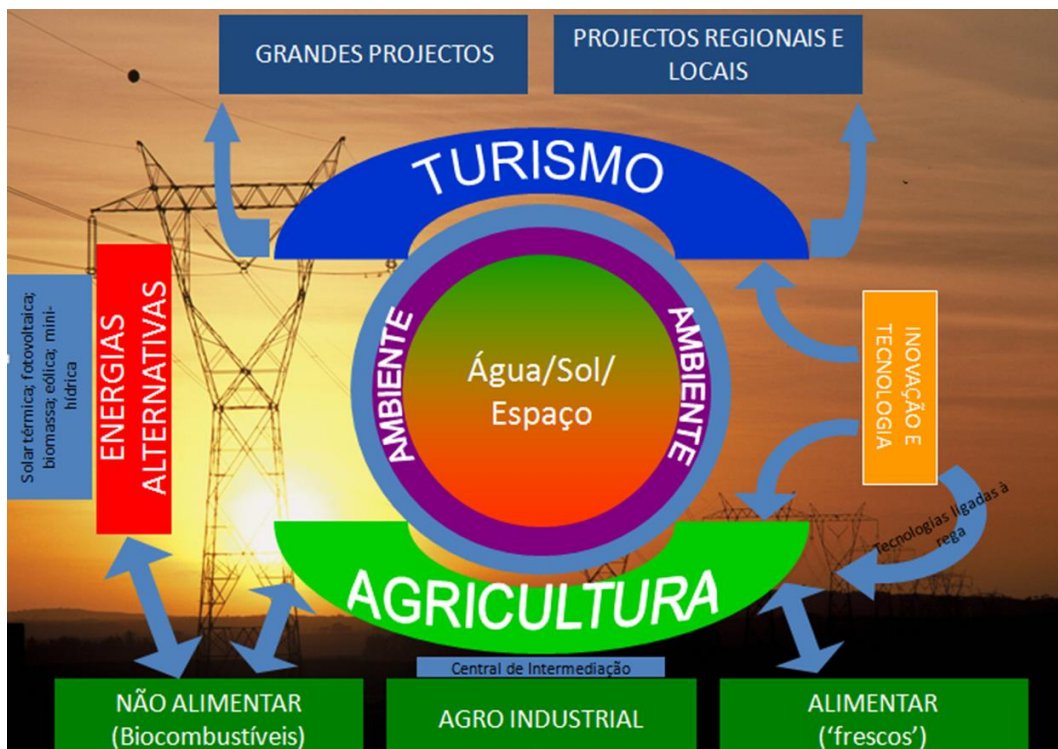 GRANDES PROJECTOS
PROJECTOS REGIONAIS E
LOCAIS
TURISMO
Solar térmica; fotovoltaica;
biomassa; eólica; mini-
hídrica
ENERGIAS
ALTERNATIVAS
AMBIENTE
Água/Sol/
Espaço
AMBIENTE
INOVAÇÃO E
TECNOLOGIA
Tecnologias ligadas à
rega
AGRICULTURA
Central de Intermediação
NÃO ALIMENTAR
(Biocombustíveis)
AGRO INDUSTRIAL
ALIMENTAR
(‘frescos’)